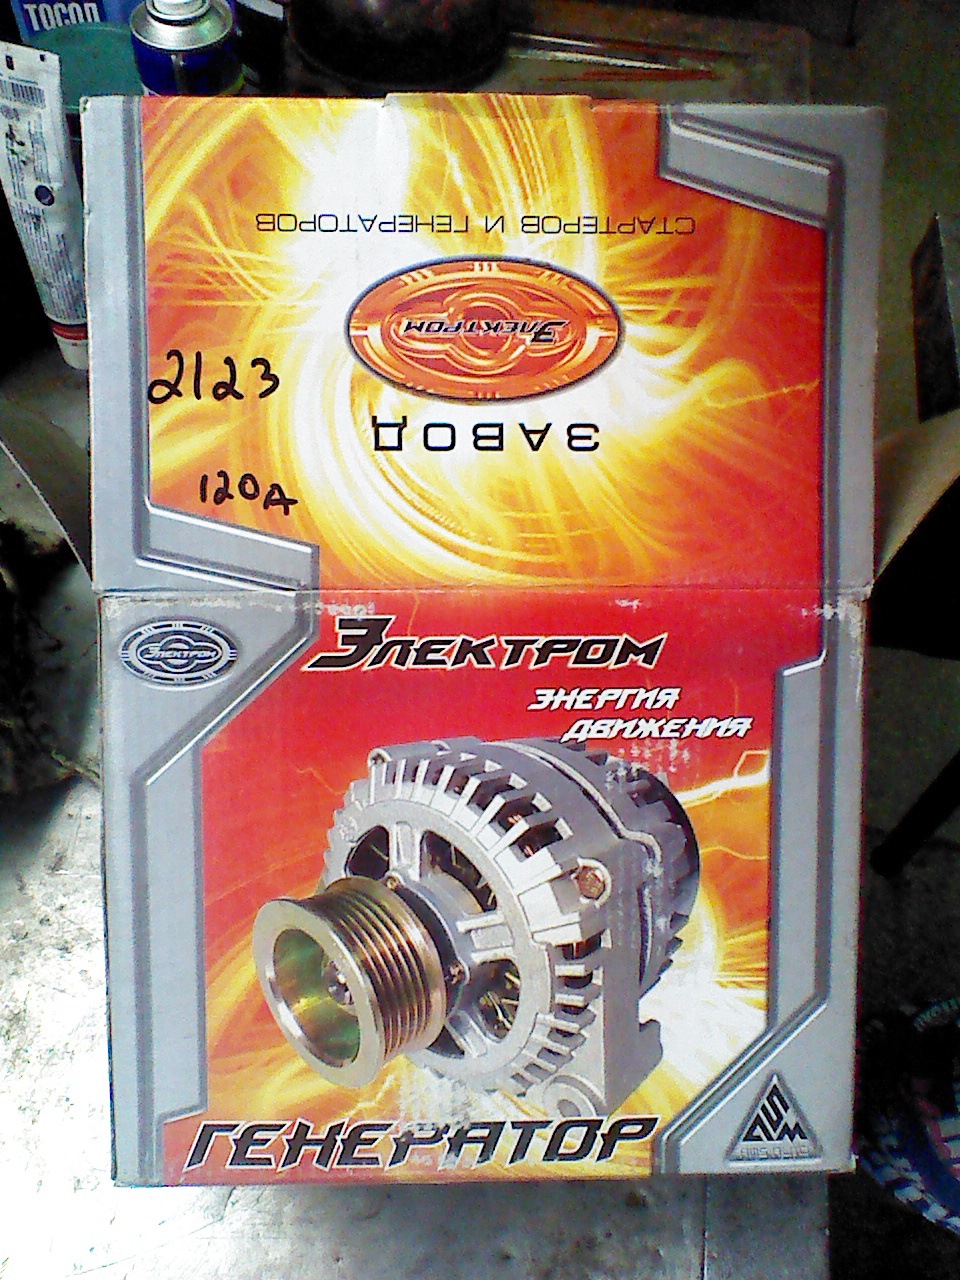 ТОСОЛ
СТАРТЕРОВ И ГЕНЕРАТОРОВ
ЭЛЕКТРОМ
ЗАВОД
2123
120А
ЭЛЕКТРОМ
ЭЛЕКТРОМ
ЭНЕРГИЯ
ДВИЖЕНИЯ
ГЕНЕРАТОР